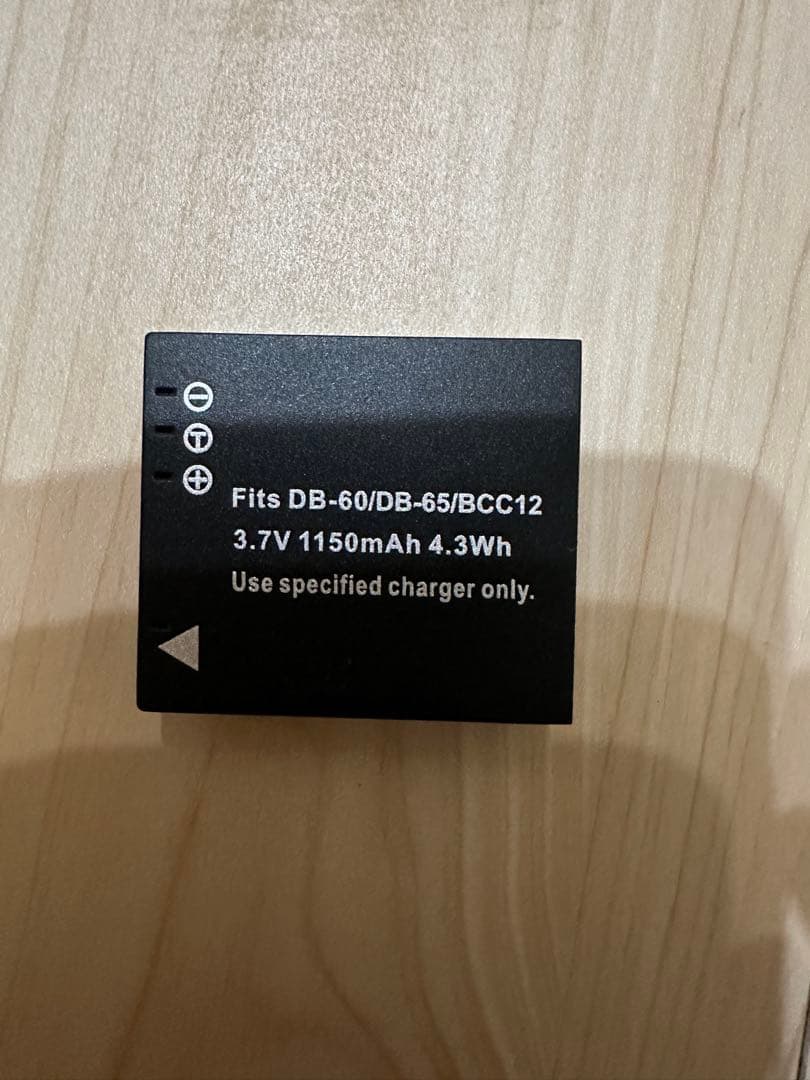 Fits DB-60/DB-65/BCC12
3.7V 1150mAh 4.3Wh
Use specified charger only.